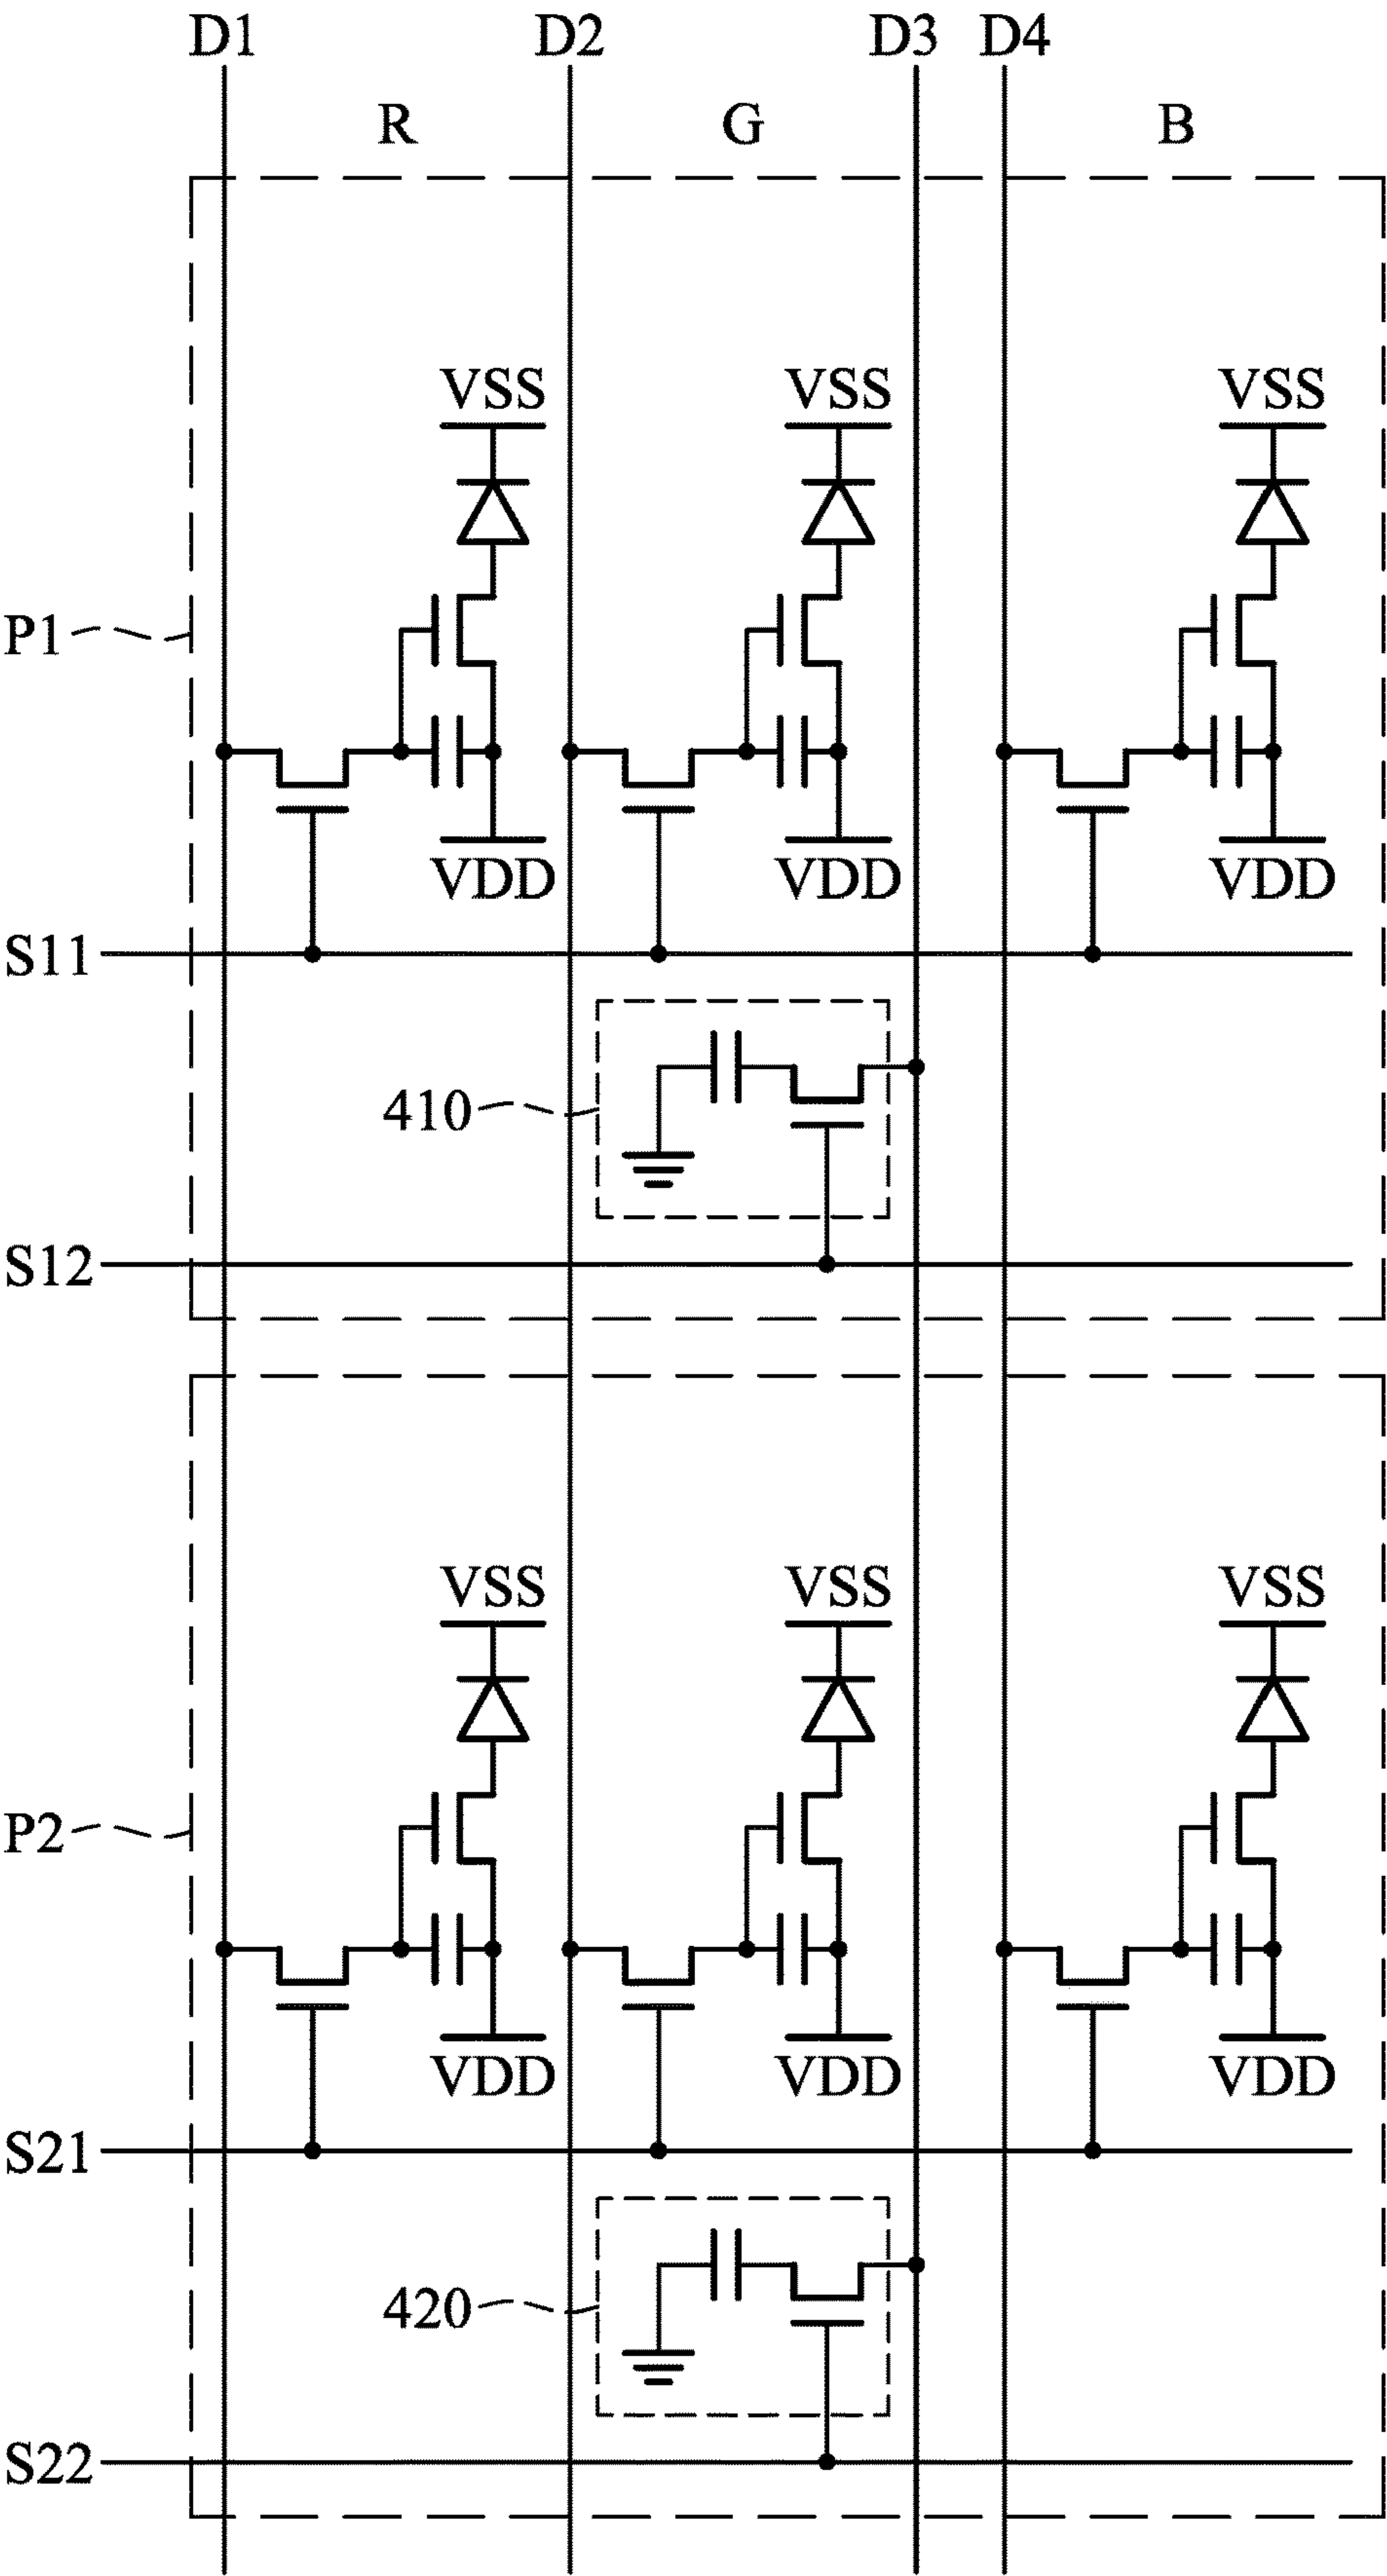 D1 D2 D3 D4
R G B
VSS VSS VSS
P1
VDD VDD VDD
S11
410
S12
VSS VSS VSS
P2
VDD VDD VDD
S21
420
S22